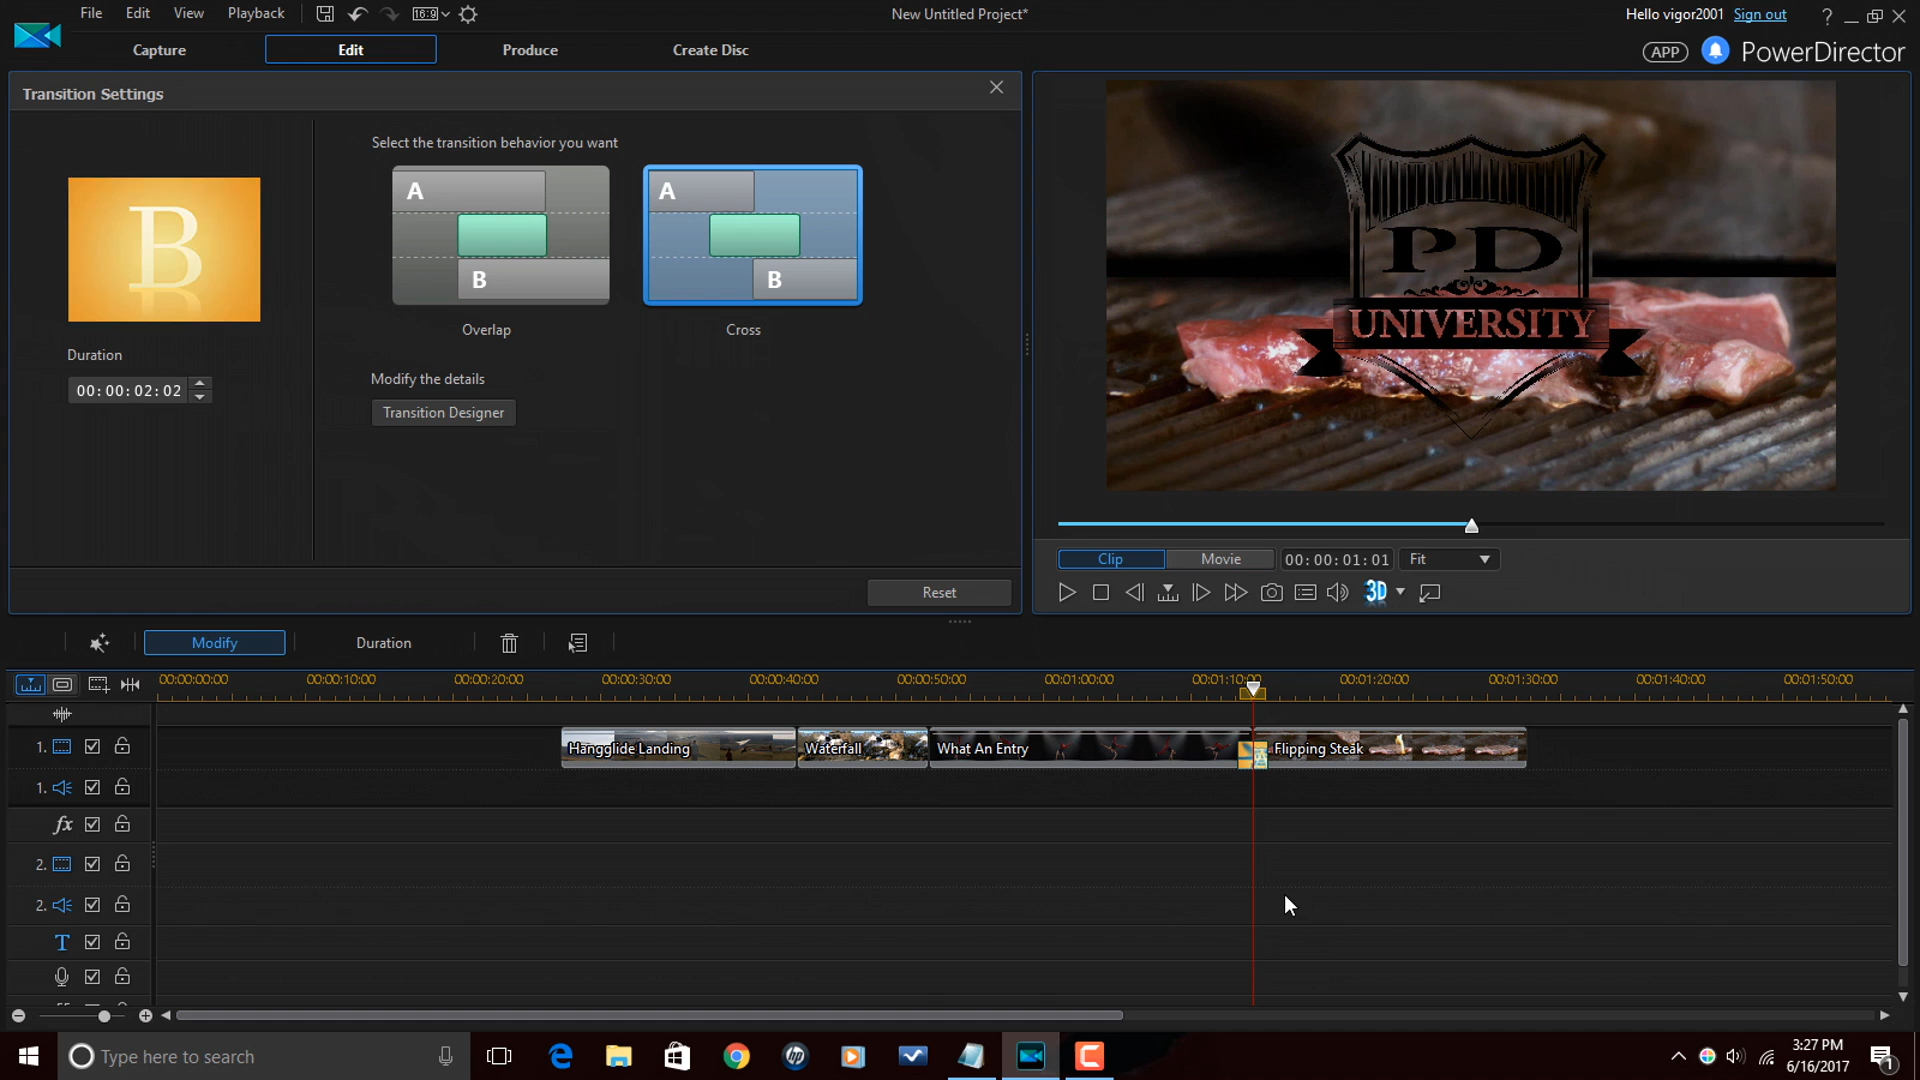 File Edit View Playback 16:9 New Untitled Project* Hello vigor2001 Sign out ?
Capture Edit Produce Create Disc APP PowerDirector
Transition Settings
Select the transition behavior you want
A
B
Overlap
A
B
Cross
B
Duration
00:00:02:02
Modify the details
Transition Designer
Reset
PD
UNIVERSITY
Clip Movie 00:00:01:01 Fit
3D
Modify Duration
00:00:00:00 00:00:10:00 00:00:20:00 00:00:30:00 00:00:40:00 00:00:50:00 00:01:00:00 00:01:10:00 00:01:20:00 00:01:30:00 00:01:40:00 00:01:50:00
1. Hangglide Landing Waterfall What An Entry Flipping Steak
1.
fx
2.
2.
T
Type here to search
hp
C
3:27 PM
6/16/2017
1